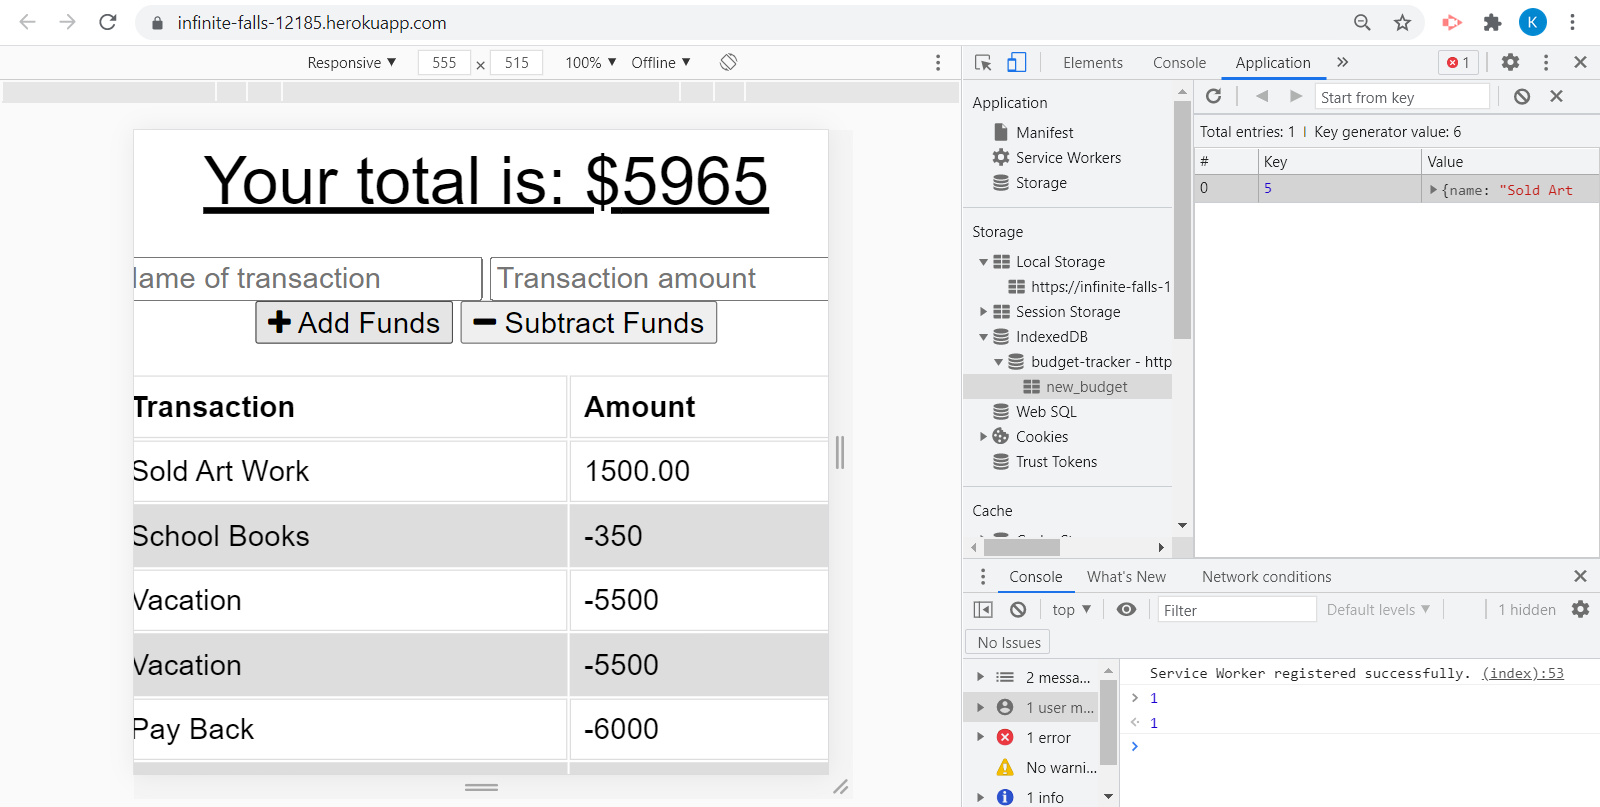 infinite-falls-12185.herokuapp.com
K
Responsive ▼ 555 × 515 100% ▼ Offline ▼
Elements Console Application » 1
Your total is: $5965
ame of transaction Transaction amount
Add Funds Subtract Funds
Transaction Amount
Sold Art Work 1500.00
School Books -350
Vacation -5500
Vacation -5500
Pay Back -6000
Application
Manifest
Service Workers
Storage
Storage
Local Storage
https://infinite-falls-1
Session Storage
IndexedDB
budget-tracker - http
new_budget
Web SQL
Cookies
Trust Tokens
Cache
Start from key
Total entries: 1 Key generator value: 6
# Key Value
0 5 {name: "Sold Art
Console What's New Network conditions
top ▼ Filter Default levels ▼ 1 hidden
No Issues
2 messa...
1 user m...
1 error
No warni...
1 info
Service Worker registered successfully. (index):53
> 1
1
>